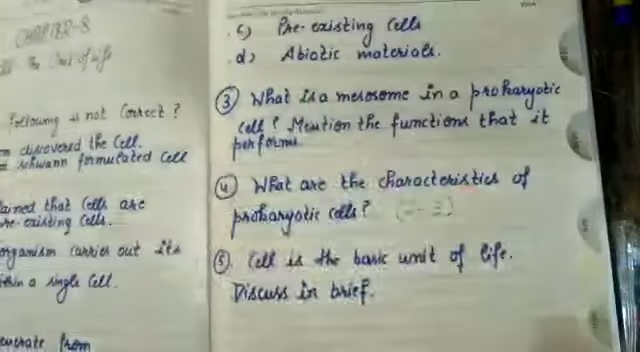 CHAPTER-8
the Unit of life
Following is not Correct?
discovered the Cell.
schwann formulated Cell
that Cells are
pre-existing Cells.
organism carries out its
within a single Cell.
from
c) Pre-existing Cells
d) Abiotic materials.
③ What is a mesosome in a prokaryotic
cell? Mention the functions that it
performs.
④ What are the characteristics of
prokaryotic cells?
⑤. Cell is the basic unit of life.
Discuss in brief.